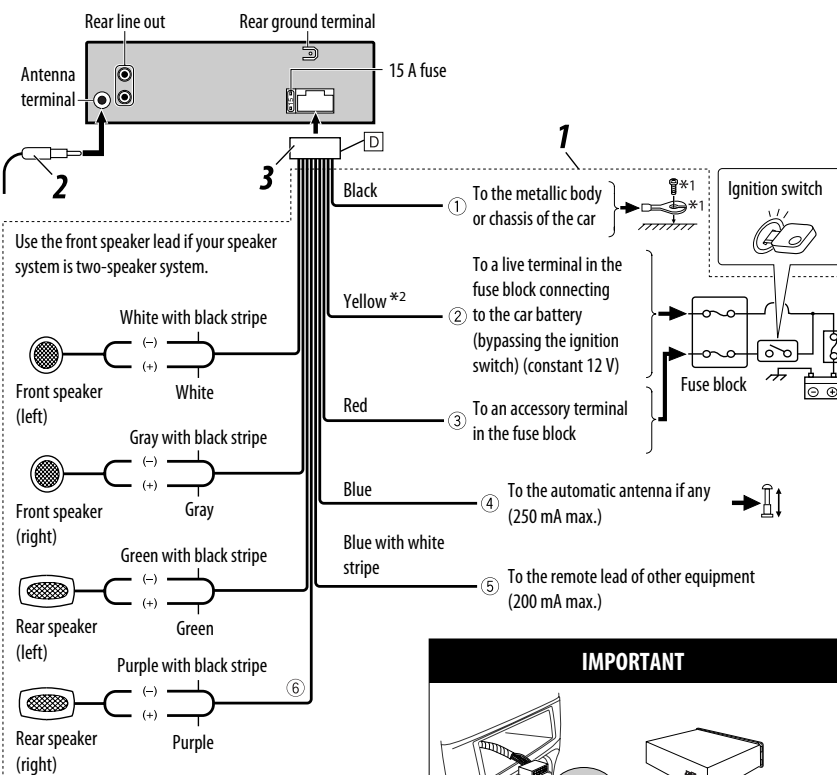 Rear line out
Rear ground terminal
Antenna
terminal
15 A fuse
15
D
1
2
3
Ignition switch
Black
①
To the metallic body
or chassis of the car
*1
*1
Use the front speaker lead if your speaker
system is two-speaker system.
Yellow *2
②
To a live terminal in the
fuse block connecting
to the car battery
(bypassing the ignition
switch) (constant 12 V)
Fuse block
White with black stripe
(–)
(+)
White
Front speaker
(left)
Red
③
To an accessory terminal
in the fuse block
Gray with black stripe
(–)
(+)
Gray
Front speaker
(right)
Blue
④
To the automatic antenna if any
(250 mA max.)
Blue with white
stripe
⑤
To the remote lead of other equipment
(200 mA max.)
Green with black stripe
(–)
(+)
Green
Rear speaker
(left)
Purple with black stripe
⑥
(–)
(+)
Purple
Rear speaker
(right)
IMPORTANT